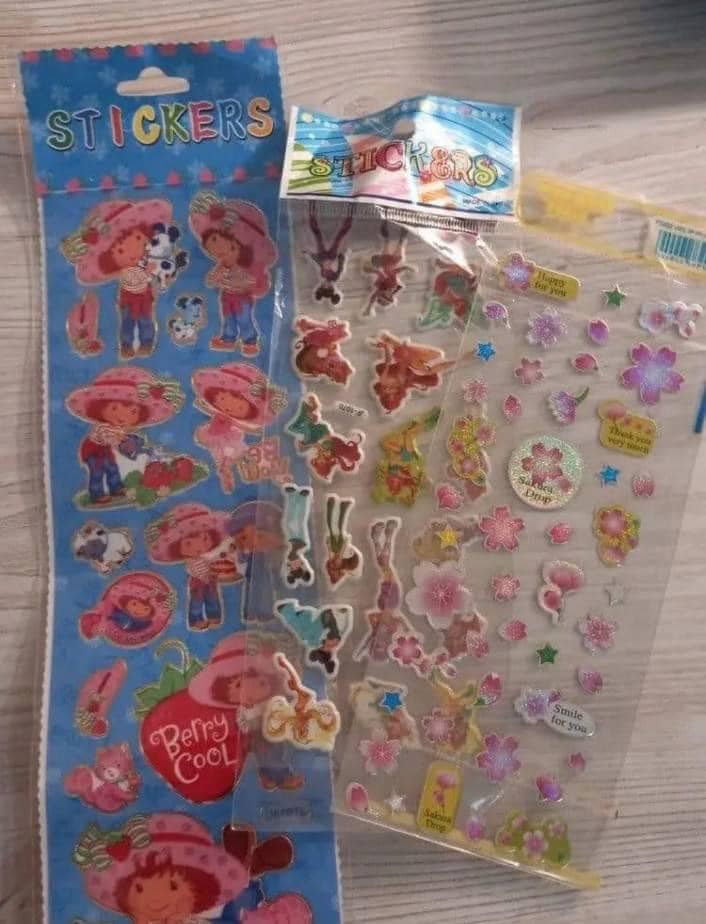 STICKERS
STICKERS
Happy
for you
Thank you
very much
Sakura
Drop
Berry
COOL
Smile
for you
Sakura
Drop